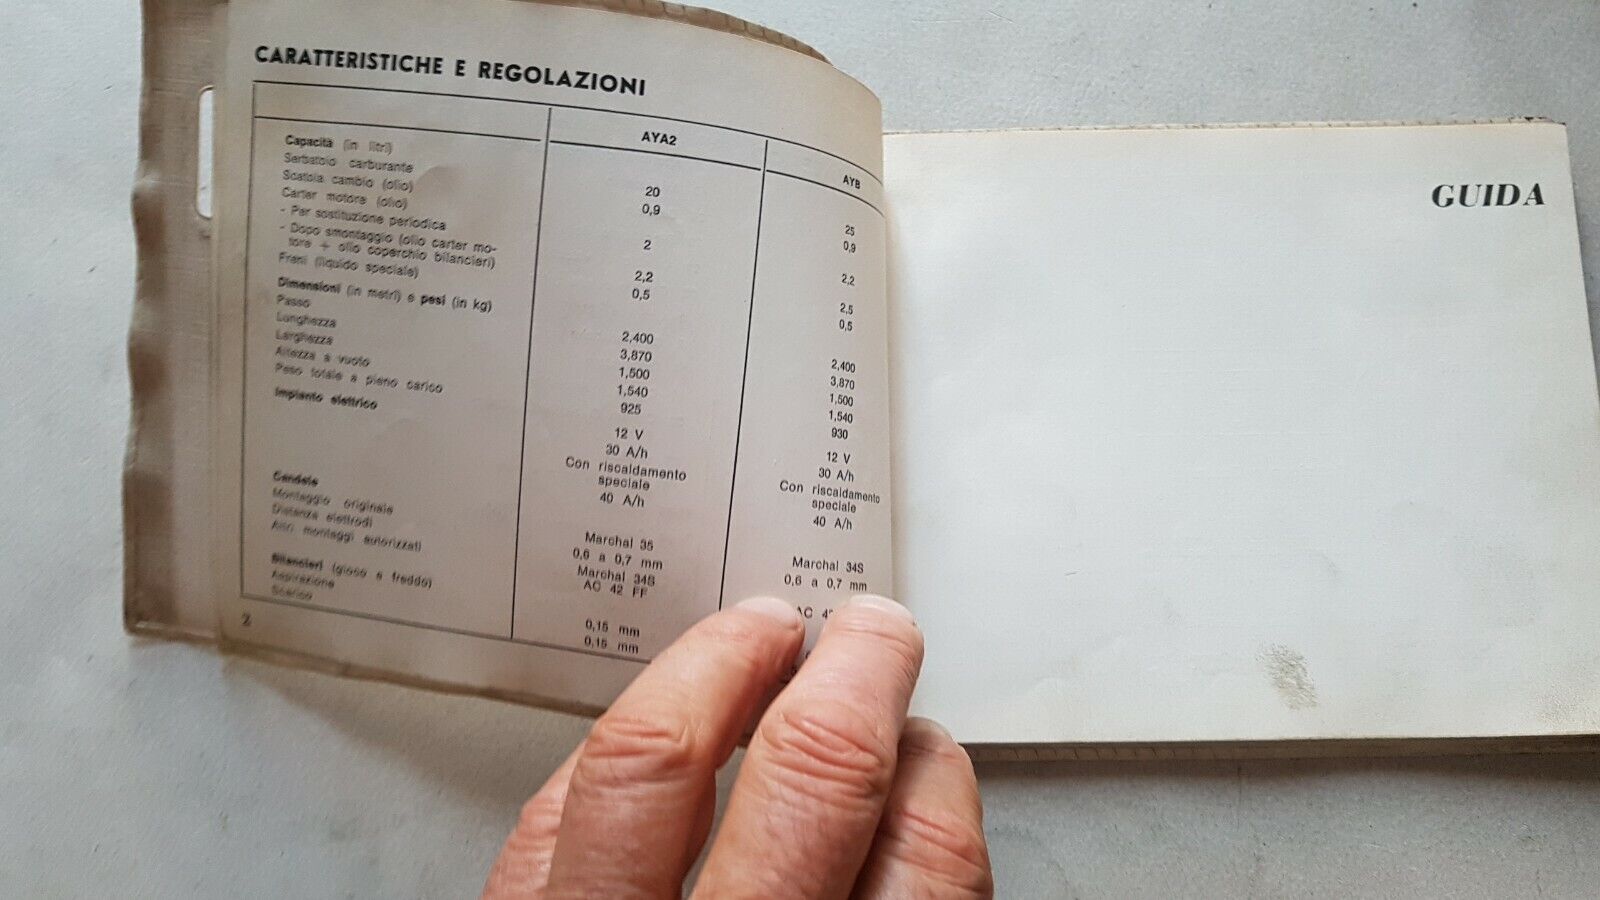 CARATTERISTICHE E REGOLAZIONI
AYA2
AYB
Capacità (in litri)
Serbatoio carburante 20 25
Scatola cambio (olio) 0,9 0,9
Carter motore (olio)
- Per sostituzione periodica 2 2,2
- Dopo smontaggio (olio carter mo-
tore + olio coperchio bilancieri) 2,2 2,5
Freni (liquido speciale) 0,5 0,5
Dimensioni (in metri) e pesi (in kg)
Passo 2,400 2,400
Lunghezza 3,870 3,870
Larghezza 1,500 1,500
Altezza a vuoto 1,540 1,540
Peso totale a pieno carico 925 930
Impianto elettrico 12 V 12 V
30 A/h 30 A/h
Con riscaldamento Con riscaldamento
speciale speciale
40 A/h 40 A/h
Candele
Montaggio originale Marchal 35 Marchal 34S
Distanza elettrodi 0,6 a 0,7 mm 0,6 a 0,7 mm
Altri montaggi autorizzati Marchal 34S
AC 42 FF AC
Bilancieri (gioco a freddo)
Aspirazione 0,15 mm
Scarico 0,15 mm
2
GUIDA